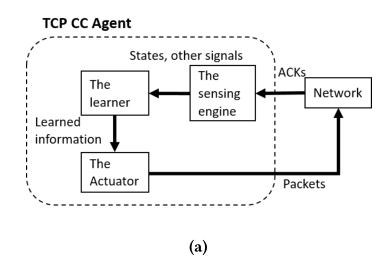 TCP CC Agent
States, other signals
The
learner
The
sensing
engine
ACKs
Network
Learned
information
The
Actuator
Packets
(a)